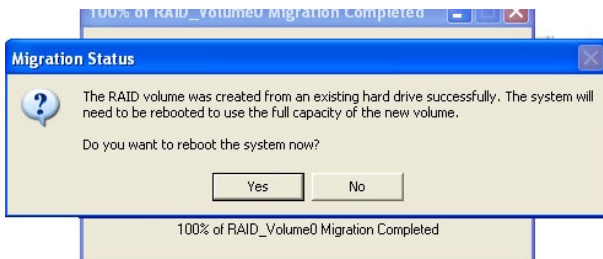 100% of RAID_Volume0 Migration Completed
Migration Status
The RAID volume was created from an existing hard drive successfully. The system will
need to be rebooted to use the full capacity of the new volume.
Do you want to reboot the system now?
Yes
No
100% of RAID_Volume0 Migration Completed